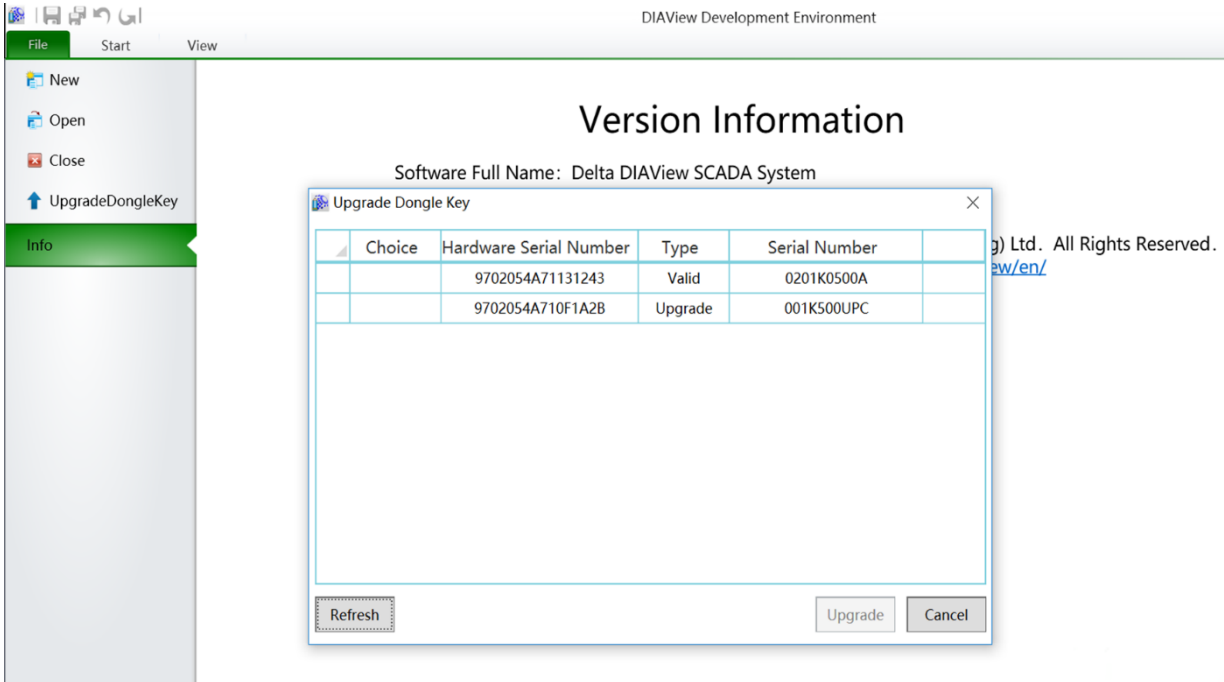 DIAView Development Environment
File Start View
New
Open
Close
UpgradeDongleKey
Info
Version Information
Software Full Name: Delta DIAView SCADA System
g) Ltd. All Rights Reserved.
ew/en/
Upgrade Dongle Key
Choice Hardware Serial Number Type Serial Number
9702054A71131243 Valid 0201K0500A
9702054A710F1A2B Upgrade 001K500UPC
Refresh Upgrade Cancel